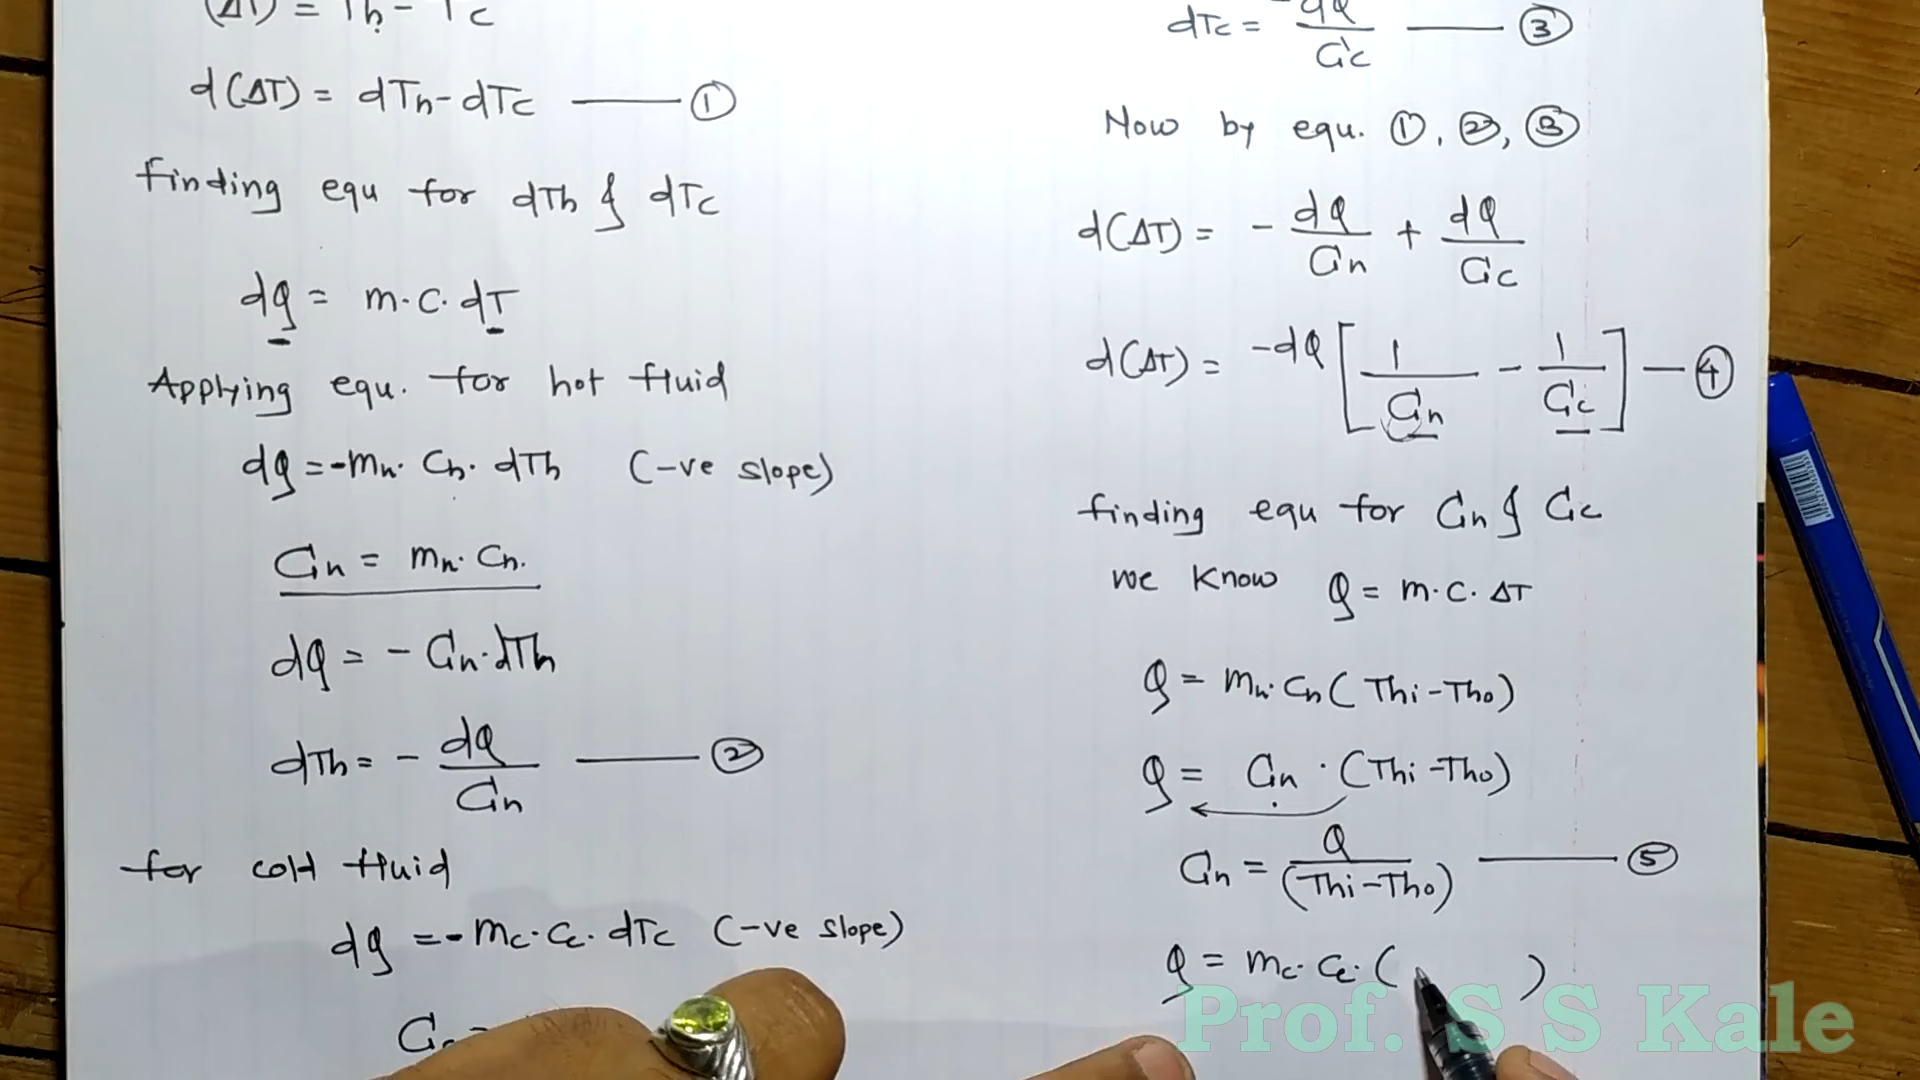 (ΔT) = Th - Tc
d(ΔT) = dTh - dTc —— ①
finding equ for dTh & dTc
dq = m.c.dT
Applying equ. for hot fluid
dq = -mh. Ch. dTh (-ve slope)
Ch = mh. Ch.
dQ = - Ch.dTh
dTh = - dQ/Ch —— ②
for cold fluid
dq = - mc.Cc.dTc (-ve slope)
Cc =
dTc = -dQ/Cc —— ③
Now by equ. ①, ②, ③
d(ΔT) = - dQ/Ch + dQ/Cc
d(ΔT) = -dQ [1/Ch - 1/Cc] — ④
finding equ for Ch & Cc
we know Q = m.c.ΔT
Q = mh.Ch (Thi - Tho)
Q = Ch . (Thi - Tho)
Ch = Q/(Thi - Tho) —— ⑤
Q = mc. Cc. ( )
Prof. S S Kale